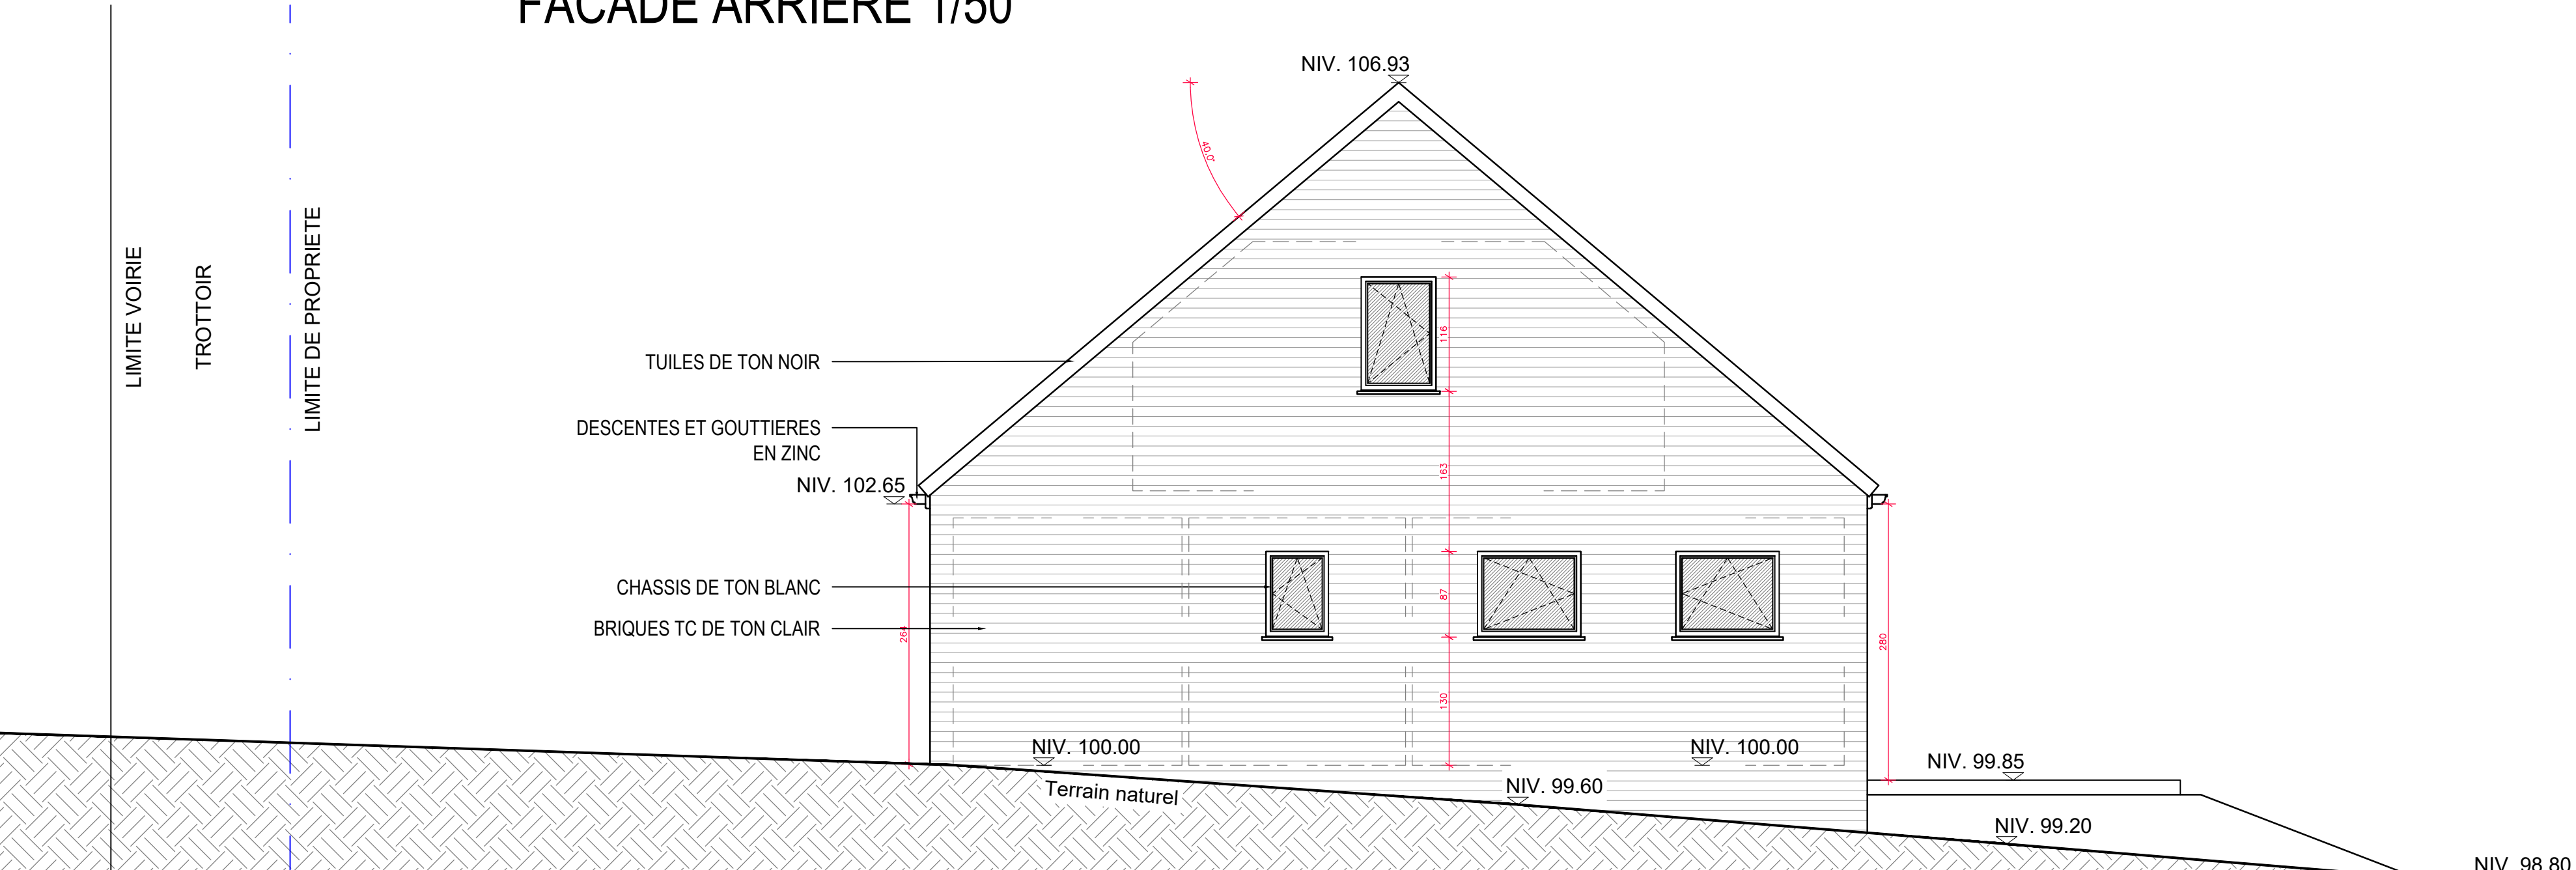 FACADE ARRIERE 1/50
NIV. 106.93
40.0°
LIMITE VOIRIE
TROTTOIR
LIMITE DE PROPRIETE
116
TUILES DE TON NOIR
DESCENTES ET GOUTTIERES
EN ZINC
163
NIV. 102.65
CHASSIS DE TON BLANC
87
BRIQUES TC DE TON CLAIR
264
280
130
NIV. 100.00
NIV. 100.00
NIV. 99.85
Terrain naturel
NIV. 99.60
NIV. 99.20
NIV. 98.80